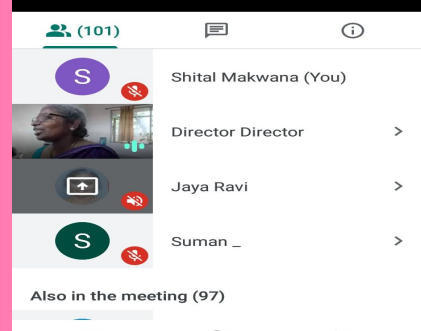 (101)
S
Shital Makwana (You)
Director Director
Jaya Ravi
S
Suman _
Also in the meeting (97)